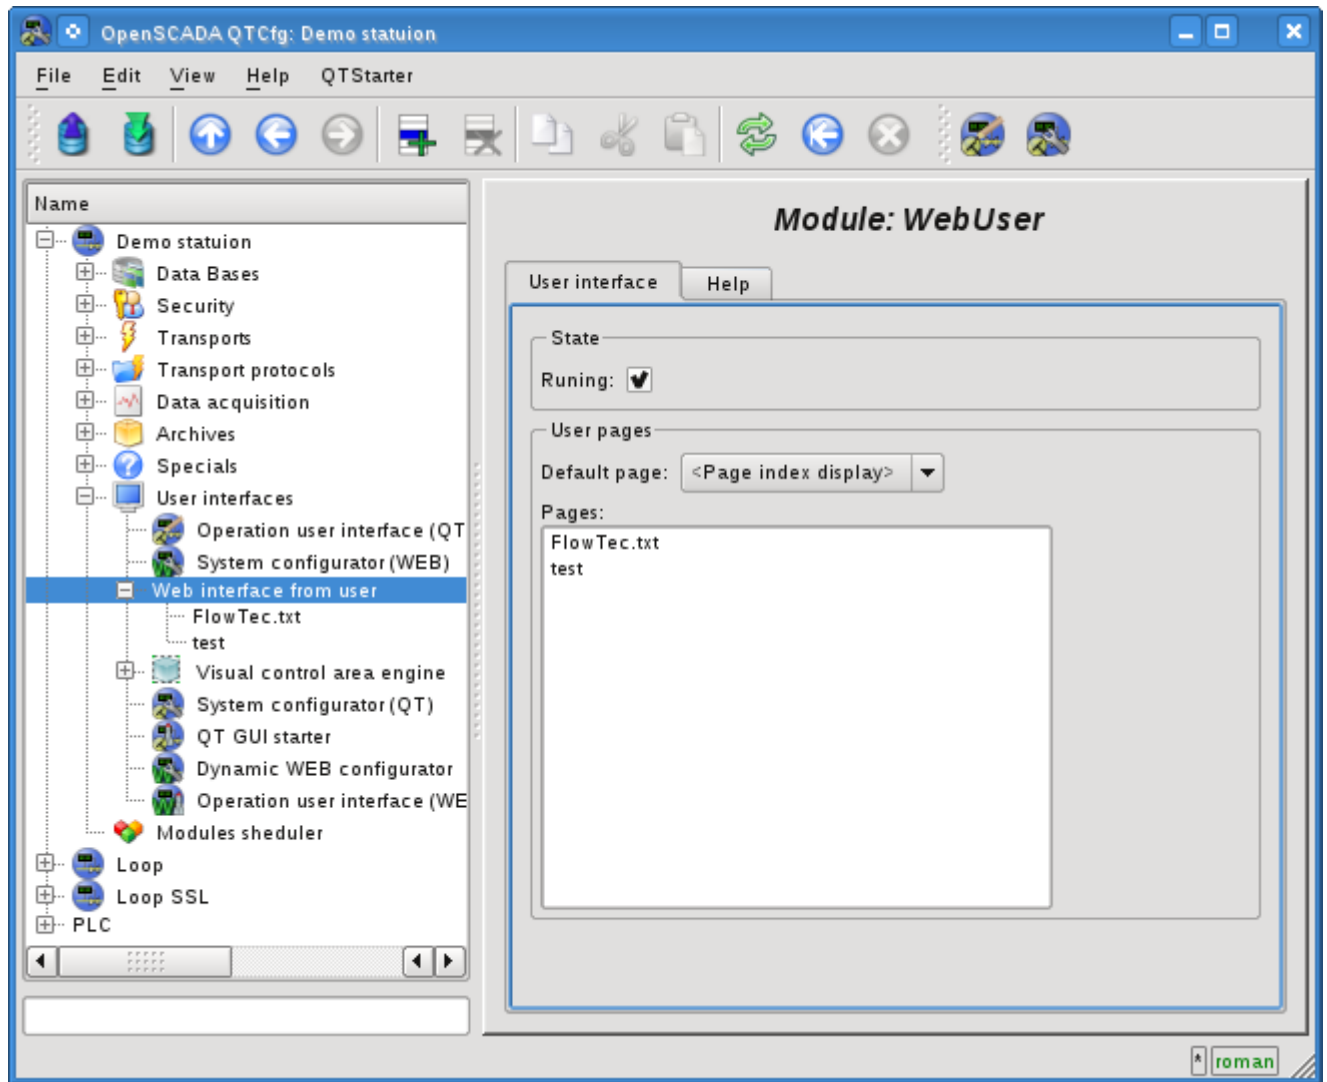 OpenSCADA QTCfg: Demo statuion
File Edit View Help QTStarter
Name
Demo statuion
Data Bases
Security
Transports
Transport protocols
Data acquisition
Archives
Specials
User interfaces
Operation user interface (QT
System configurator (WEB)
Web interface from user
FlowTec.txt
test
Visual control area engine
System configurator (QT)
QT GUI starter
Dynamic WEB configurator
Operation user interface (WE
Modules sheduler
Loop
Loop SSL
PLC
Module: WebUser
User interface Help
State
Runing:
User pages
Default page: <Page index display>
Pages:
FlowTec.txt
test
* roman